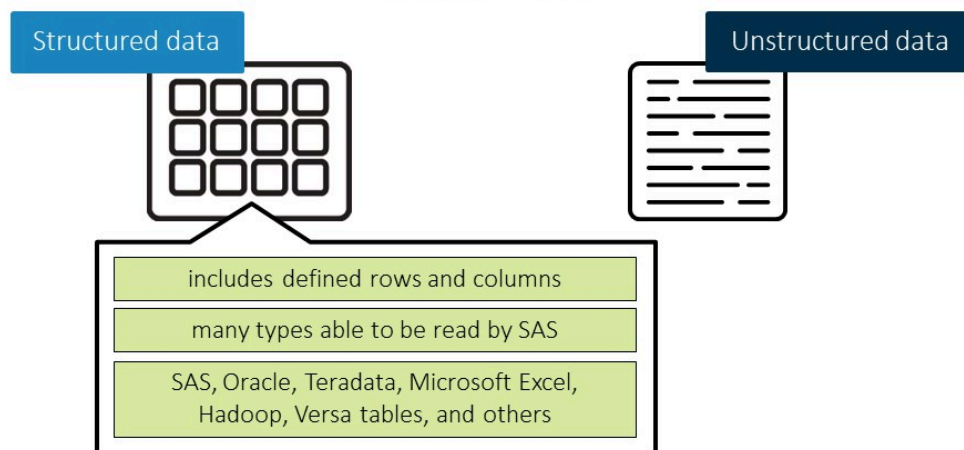 Structured data
Unstructured data
includes defined rows and columns
many types able to be read by SAS
SAS, Oracle, Teradata, Microsoft Excel,
Hadoop, Versa tables, and others